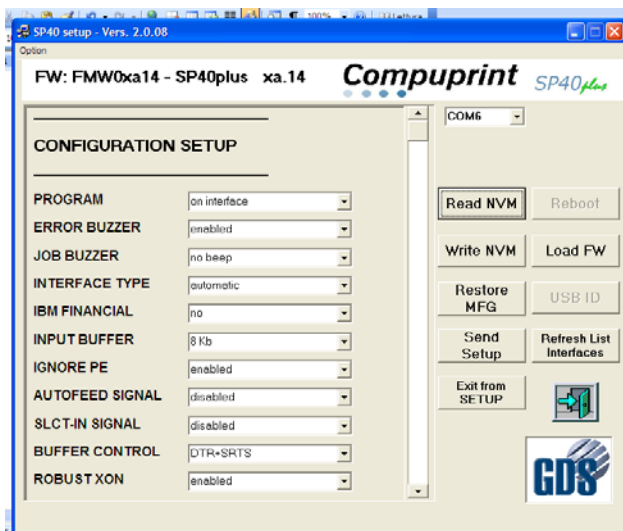 100%
Lettura
SP40 setup - Vers. 2.0.08
Option
FW: FMW0xa14 - SP40plus xa.14
Compuprint SP40plus
COM6
CONFIGURATION SETUP
PROGRAM on interface
ERROR BUZZER enabled
JOB BUZZER no beep
INTERFACE TYPE automatic
IBM FINANCIAL no
INPUT BUFFER 8 Kb
IGNORE PE enabled
AUTOFEED SIGNAL disabled
SLCT-IN SIGNAL disabled
BUFFER CONTROL DTR+SRTS
ROBUST XON enabled
Read NVM Reboot
Write NVM Load FW
Restore
MFG
USB ID
Send
Setup
Refresh List
Interfaces
Exit from
SETUP
GDS